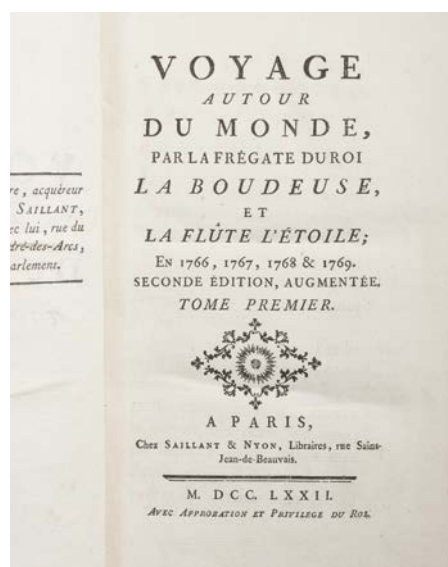 re, acquéreur
SAILLANT,
ec lui, rue du
dré-des-Arcs,
arlement.
VOYAGE
AUTOUR
DU MONDE,
PAR LA FRÉGATE DU ROI
LA BOUDEUSE,
ET
LA FLÛTE L'ÉTOILE;
En 1766, 1767, 1768 & 1769.
SECONDE ÉDITION, AUGMENTÉE.
TOME PREMIER.
A PARIS,
Chez SAILLANT & NYON, Libraires, rue Saint-
Jean-de-Beauvais.
M. DCC. LXXII.
AVEC APPROBATION ET PRIVILEGE DU ROI.